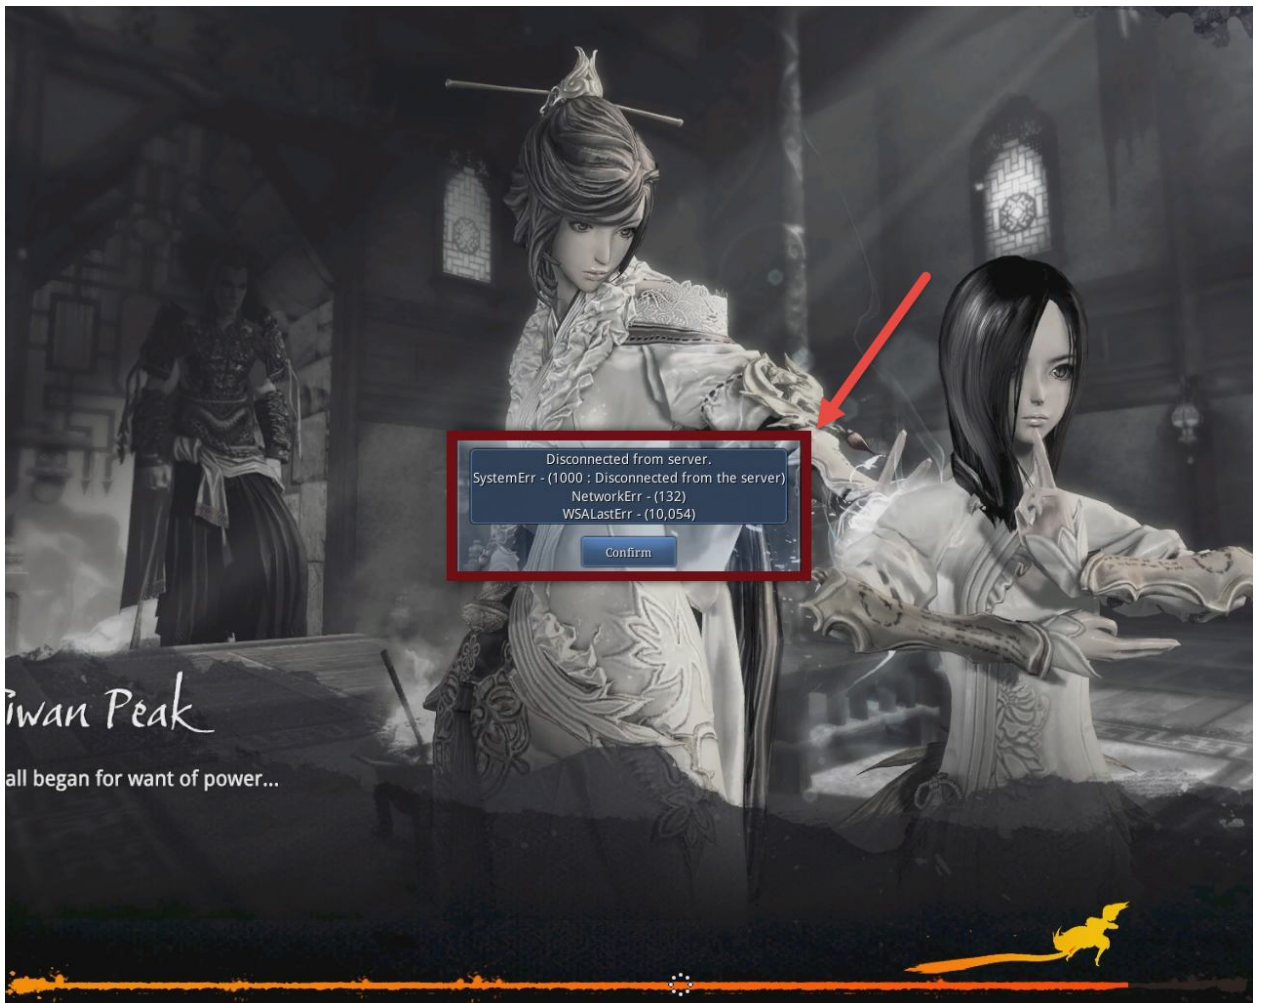 Disconnected from server.
SystemErr - (1000 : Disconnected from the server)
NetworkErr - (132)
WSALastErr - (10,054)
Confirm
iwan Peak
all began for want of power...